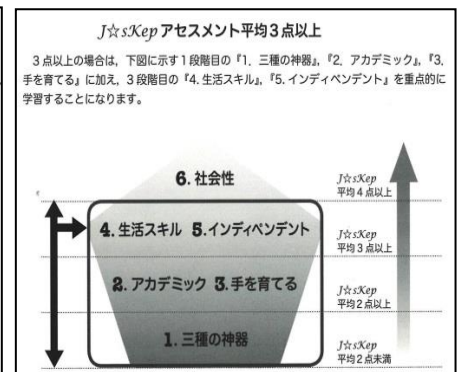 J☆sKep アセスメント平均3点以上
3点以上の場合は，下図に示す1段階目の『1．三種の神器』，『2．アカデミック』，『3．
手を育てる』に加え，3段階目の『4.生活スキル』，『5.インディペンデント』を重点的に
学習することになります。
6. 社会性
J☆sKep
平均4点以上
4. 生活スキル 5. インディペンデント
J☆sKep
平均3点以上
2. アカデミック 3. 手を育てる
J☆sKep
平均2点以上
1. 三種の神器
J☆sKep
平均2点未満